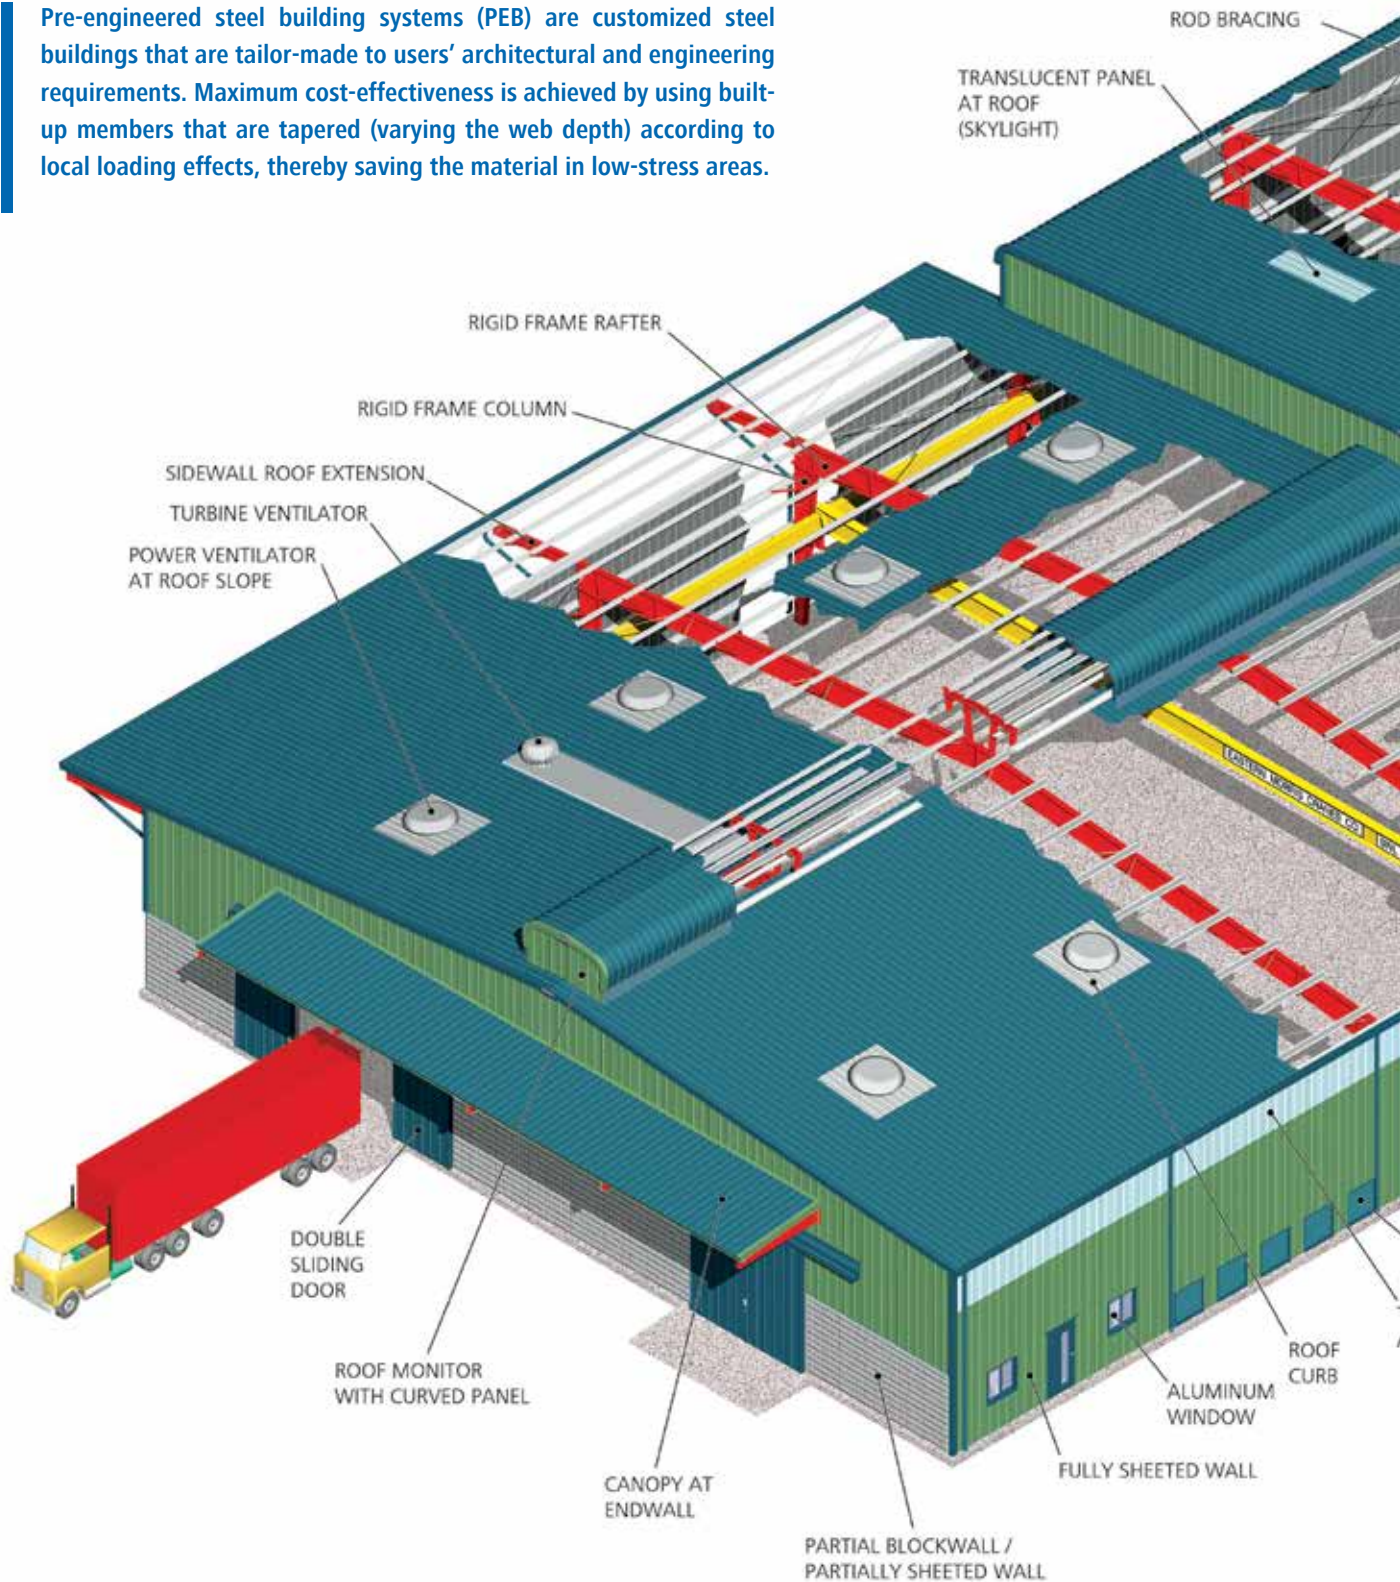 Pre-engineered steel building systems (PEB) are customized steel
buildings that are tailor-made to users’ architectural and engineering
requirements. Maximum cost-effectiveness is achieved by using built-
up members that are tapered (varying the web depth) according to
local loading effects, thereby saving the material in low-stress areas.
ROD BRACING
TRANSLUCENT PANEL
AT ROOF
(SKYLIGHT)
RIGID FRAME RAFTER
RIGID FRAME COLUMN
SIDEWALL ROOF EXTENSION
TURBINE VENTILATOR
POWER VENTILATOR
AT ROOF SLOPE
EASTERN MORRIS CRANES CO
DOUBLE
SLIDING
DOOR
ROOF MONITOR
WITH CURVED PANEL
CANOPY AT
ENDWALL
PARTIAL BLOCKWALL /
PARTIALLY SHEETED WALL
FULLY SHEETED WALL
ALUMINUM
WINDOW
ROOF
CURB